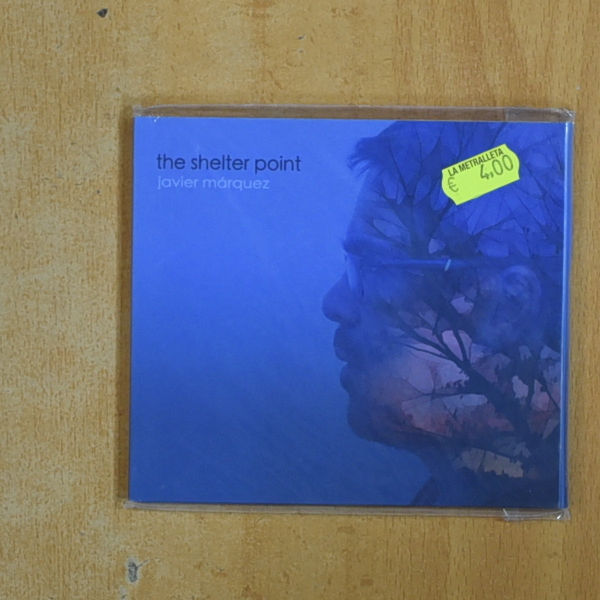 the shelter point
javier márquez
LA METRALLETA
€ 4,00